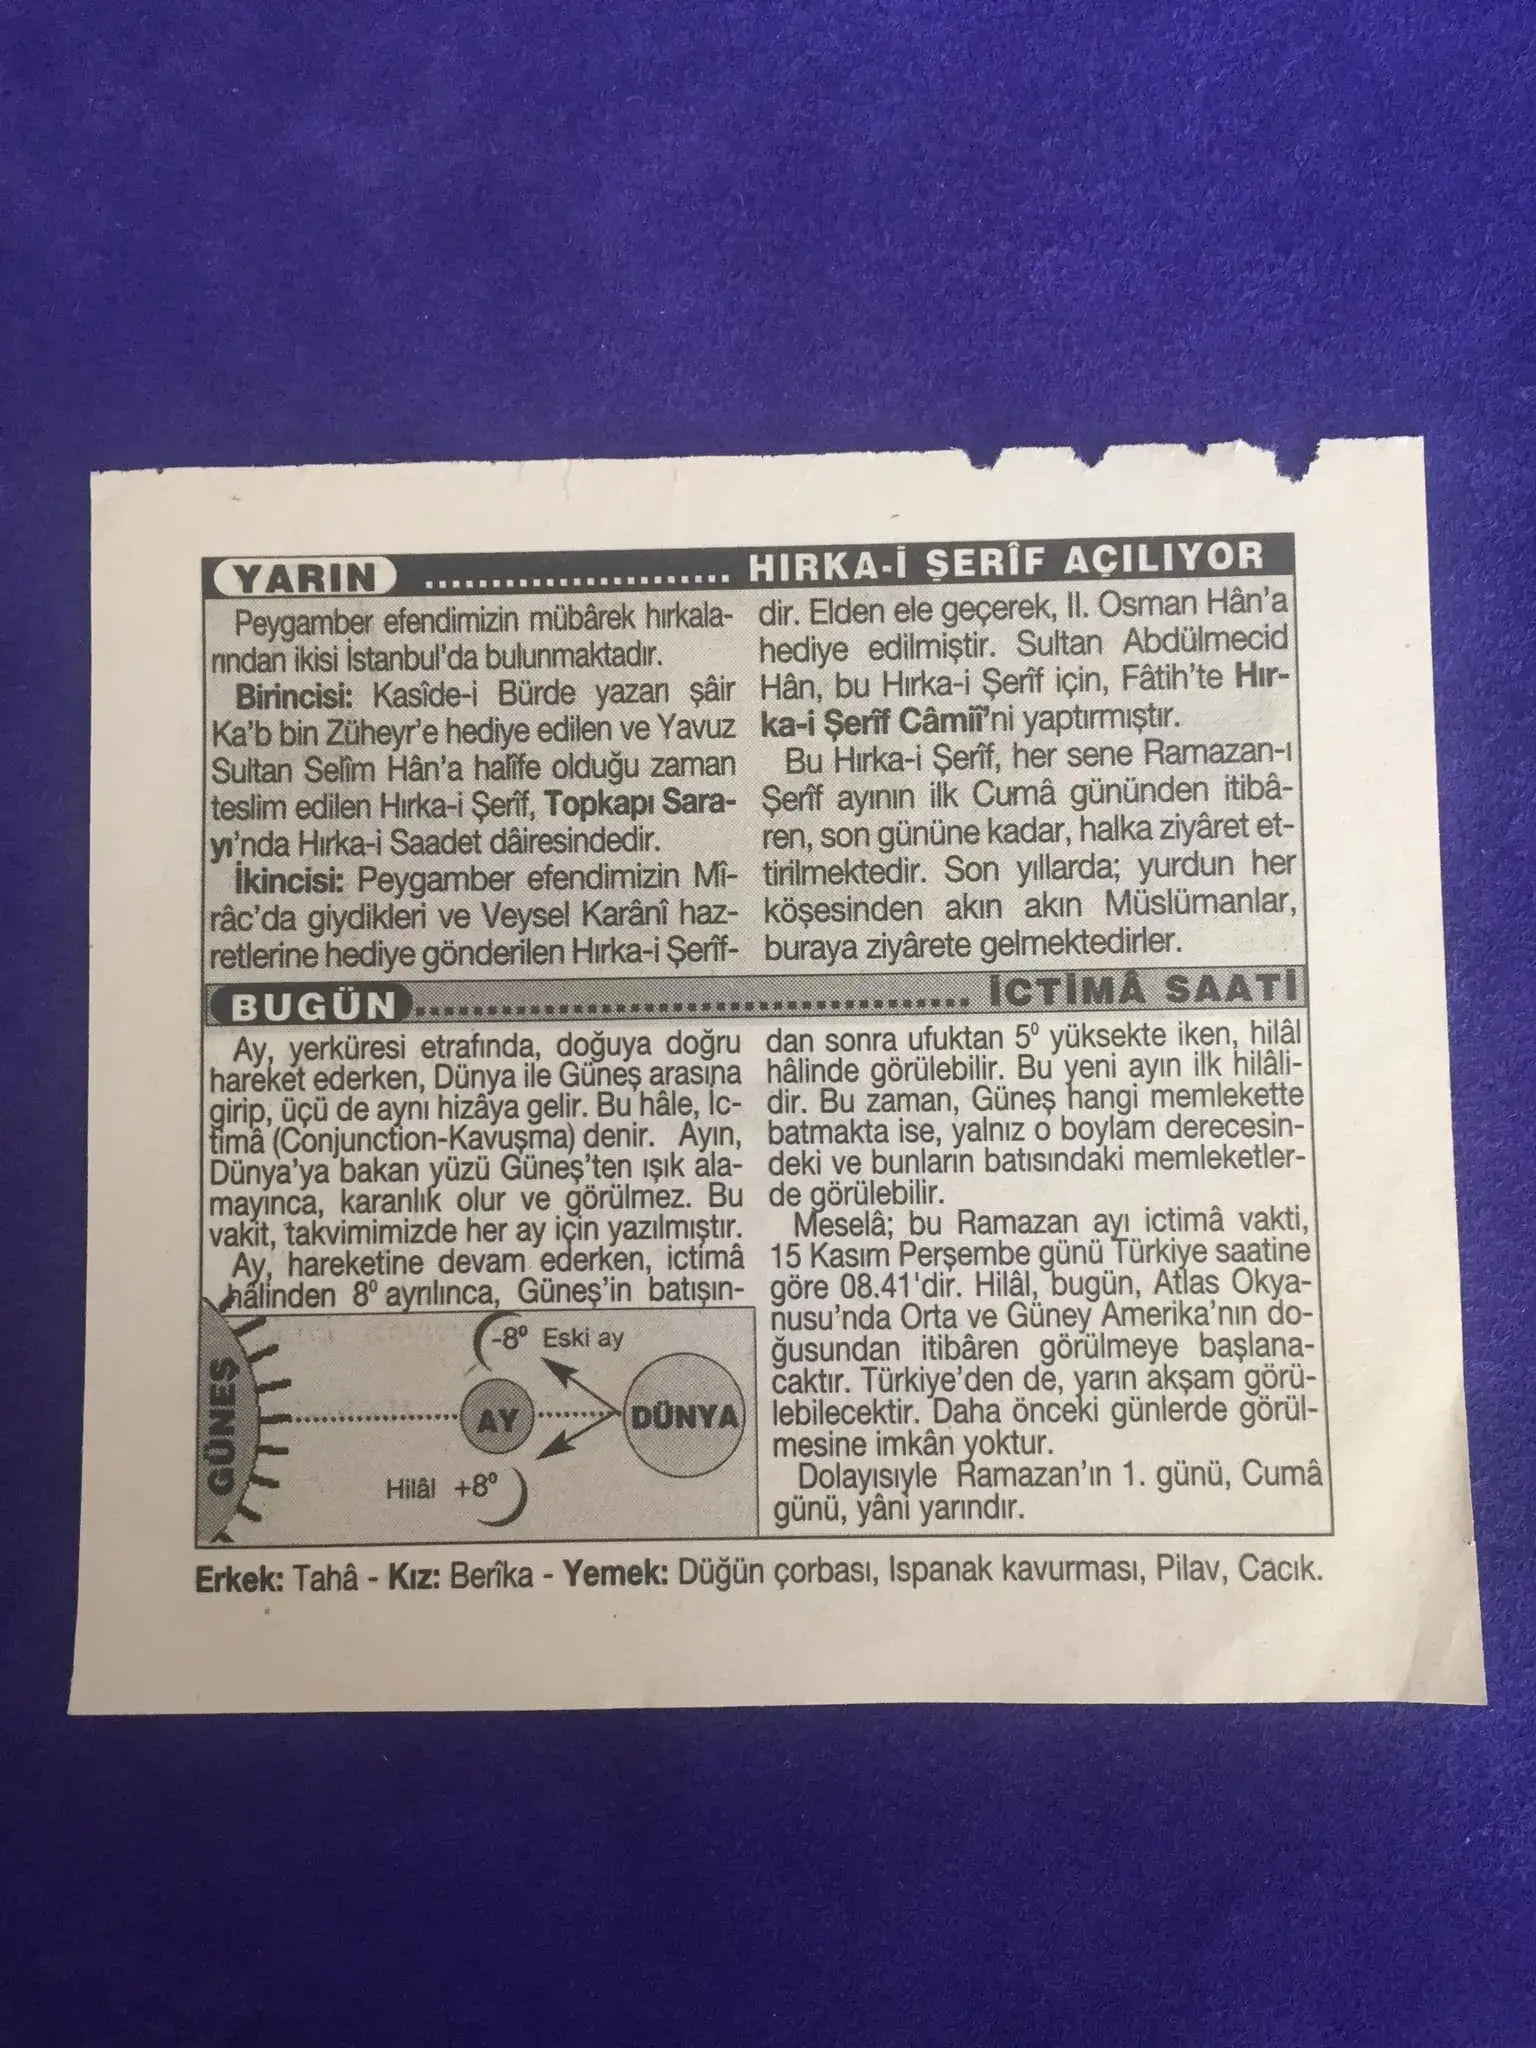 YARIN ........................ HIRKA-İ ŞERÎF AÇILIYOR
Peygamber efendimizin mübârek hırkala-
rından ikisi İstanbul'da bulunmaktadır.
Birincisi: Kasîde-i Bürde yazarı şâir
Ka'b bin Züheyr'e hediye edilen ve Yavuz
Sultan Selîm Hân'a halîfe olduğu zaman
teslim edilen Hırka-i Şerîf, Topkapı Sara-
yı'nda Hırka-i Saadet dâiresindedir.
İkincisi: Peygamber efendimizin Mî-
râc'da giydikleri ve Veysel Karânî haz-
retlerine hediye gönderilen Hırka-i Şerîf-
dir. Elden ele geçerek, II. Osman Hân'a
hediye edilmiştir. Sultan Abdülmecid
Hân, bu Hırka-i Şerîf için, Fâtih'te Hır-
ka-i Şerîf Câmiî'ni yaptırmıştır.
Bu Hırka-i Şerîf, her sene Ramazan-ı
Şerîf ayının ilk Cumâ gününden itibâ-
ren, son gününe kadar, halka ziyâret et-
tirilmektedir. Son yıllarda; yurdun her
köşesinden akın akın Müslümanlar,
buraya ziyârete gelmektedirler.
BUGÜN ........................................ İCTİMÂ SAATİ
Ay, yerküresi etrafında, doğuya doğru
hareket ederken, Dünya ile Güneş arasına
girip, üçü de aynı hizâya gelir. Bu hâle, İc-
timâ (Conjunction-Kavuşma) denir. Ayın,
Dünya'ya bakan yüzü Güneş'ten ışık ala-
mayınca, karanlık olur ve görülmez. Bu
vakit, takvimimizde her ay için yazılmıştır.
Ay, hareketine devam ederken, ictimâ
hâlinden 8⁰ ayrılınca, Güneş'in batışın-
dan sonra ufuktan 5⁰ yüksekte iken, hilâl
hâlinde görülebilir. Bu yeni ayın ilk hilâli-
dir. Bu zaman, Güneş hangi memlekette
batmakta ise, yalnız o boylam derecesin-
deki ve bunların batısındaki memleketler-
de görülebilir.
Meselâ; bu Ramazan ayı ictimâ vakti,
15 Kasım Perşembe günü Türkiye saatine
göre 08.41'dir. Hilâl, bugün, Atlas Okya-
nusu'nda Orta ve Güney Amerika'nın do-
ğusundan itibâren görülmeye başlana-
caktır. Türkiye'den de, yarın akşam görü-
lebilecektir. Daha önceki günlerde görül-
mesine imkân yoktur.
Dolayısiyle Ramazan'ın 1. günü, Cumâ
günü, yâni yarındır.
GÜNEŞ
-8⁰ Eski ay
AY
DÜNYA
Hilâl +8⁰
Erkek: Tahâ - Kız: Berîka - Yemek: Düğün çorbası, Ispanak kavurması, Pilav, Cacık.